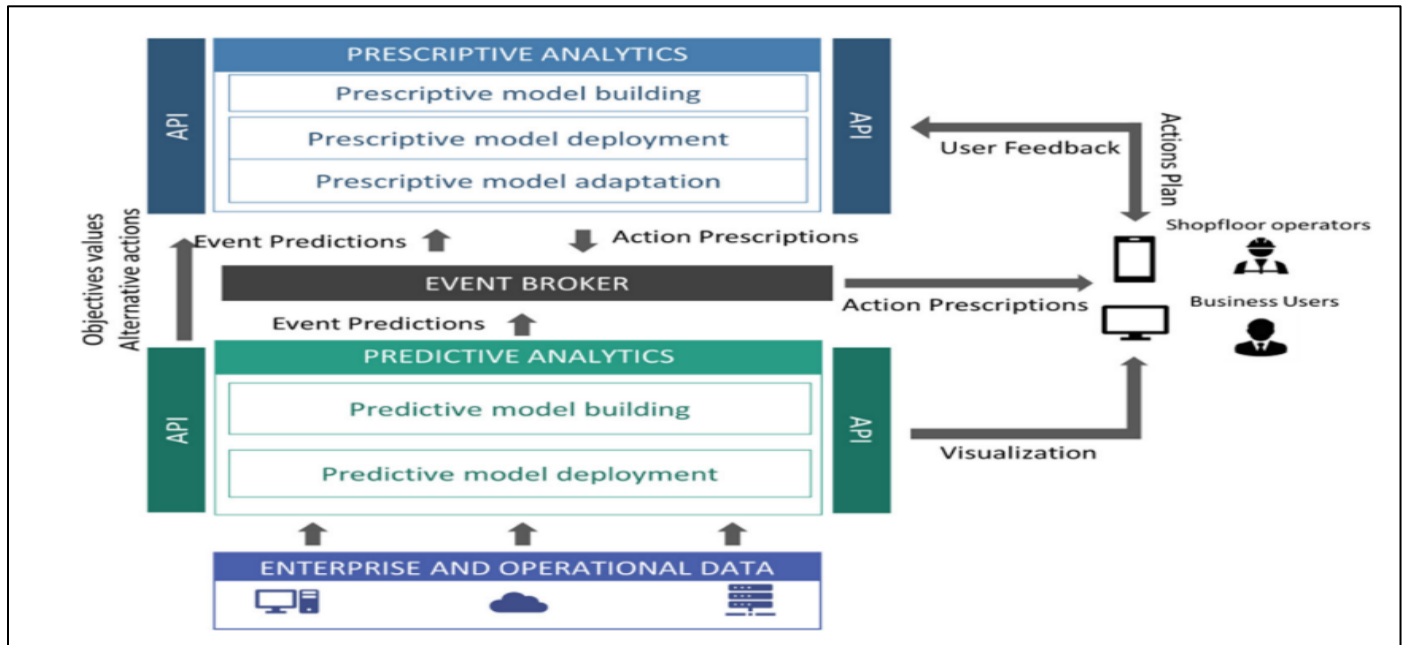 PRESCRIPTIVE ANALYTICS
API
Prescriptive model building
Prescriptive model deployment
Prescriptive model adaptation
API
User Feedback
Actions Plan
Shopfloor operators
Objectives values
Alternative actions
Event Predictions
Action Prescriptions
EVENT BROKER
Action Prescriptions
Business Users
Event Predictions
PREDICTIVE ANALYTICS
API
Predictive model building
Predictive model deployment
API
Visualization
ENTERPRISE AND OPERATIONAL DATA